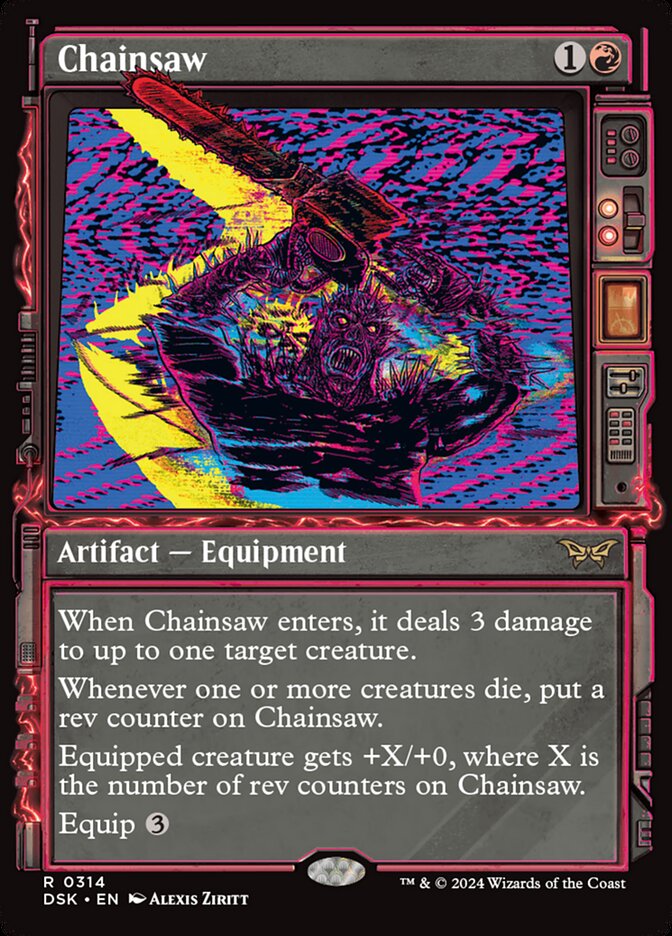 Chainsaw 1
When Chainsaw enters, it deals 3 damage
to up to one target creature.
Whenever one or more creatures die, put a
rev counter on Chainsaw.
Equipped creature gets +X/+0, where X is
the number of rev counters on Chainsaw.
Equip 3
Artifact — Equipment
R 0314
DSK • EN ALEXIS ZIRITT
™ & © 2024 Wizards of the Coast